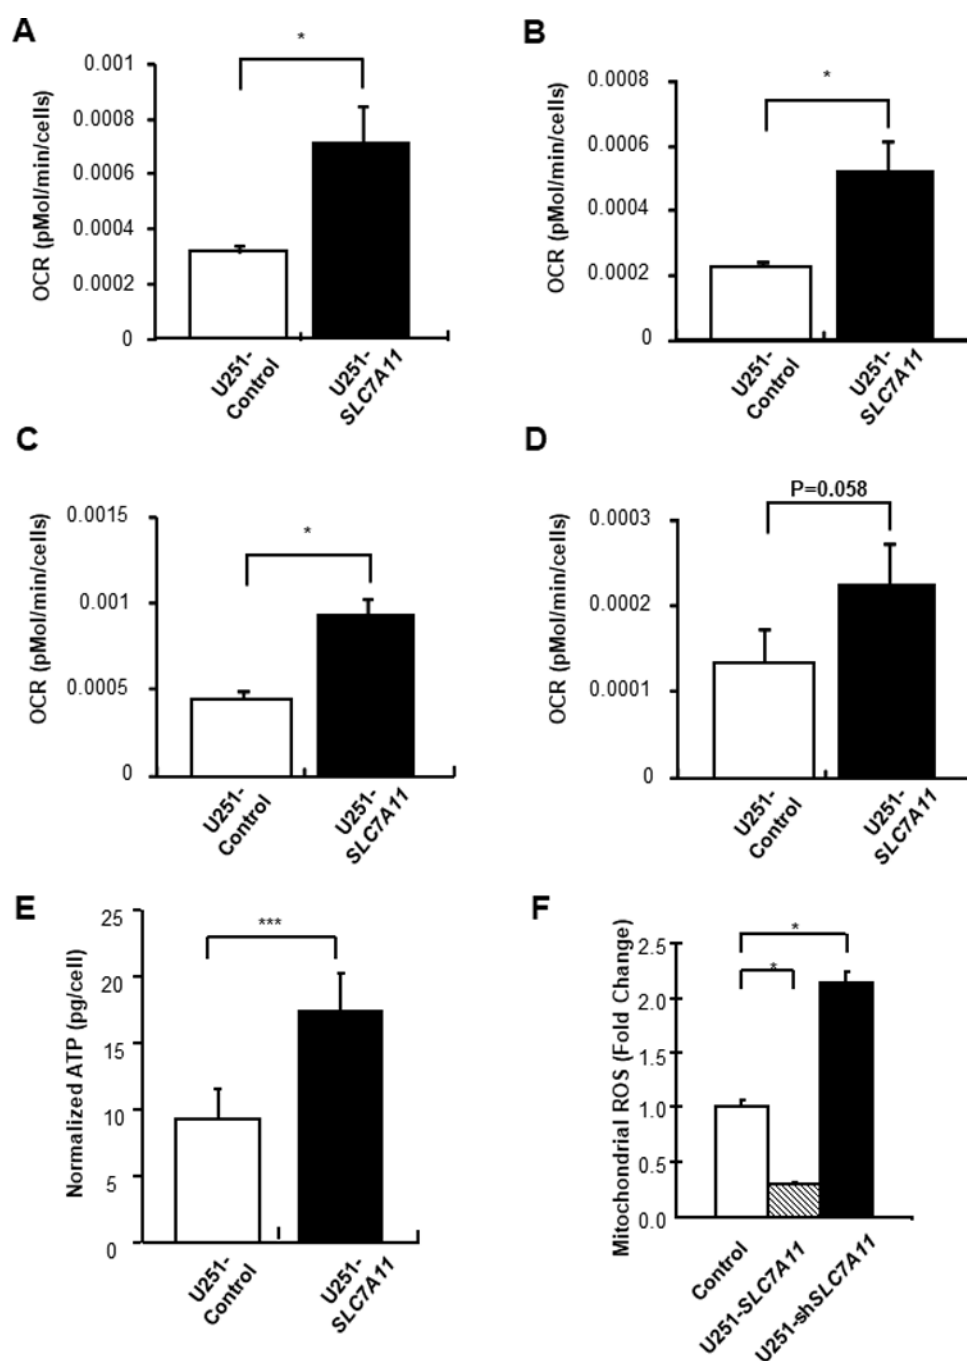 A
*
0.001
0.0008
0.0006
0.0004
0.0002
0
OCR (pMol/min/cells)
U251-
Control
U251-
SLC7A11
B
*
0.0008
0.0006
0.0004
0.0002
0
OCR (pMol/min/cells)
U251-
Control
U251-
SLC7A11
C
*
0.0015
0.001
0.0005
0
OCR (pMol/min/cells)
U251-
Control
U251-
SLC7A11
D
P=0.058
0.0003
0.0002
0.0001
0
OCR (pMol/min/cells)
U251-
Control
U251-
SLC7A11
E
***
25
20
15
10
5
0
Normalized ATP (pg/cell)
U251-
Control
U251-
SLC7A11
F
*
*
2.5
2.0
1.5
1.0
0.5
0.0
Mitochondrial ROS (Fold Change)
Control
U251-SLC7A11
U251-shSLC7A11